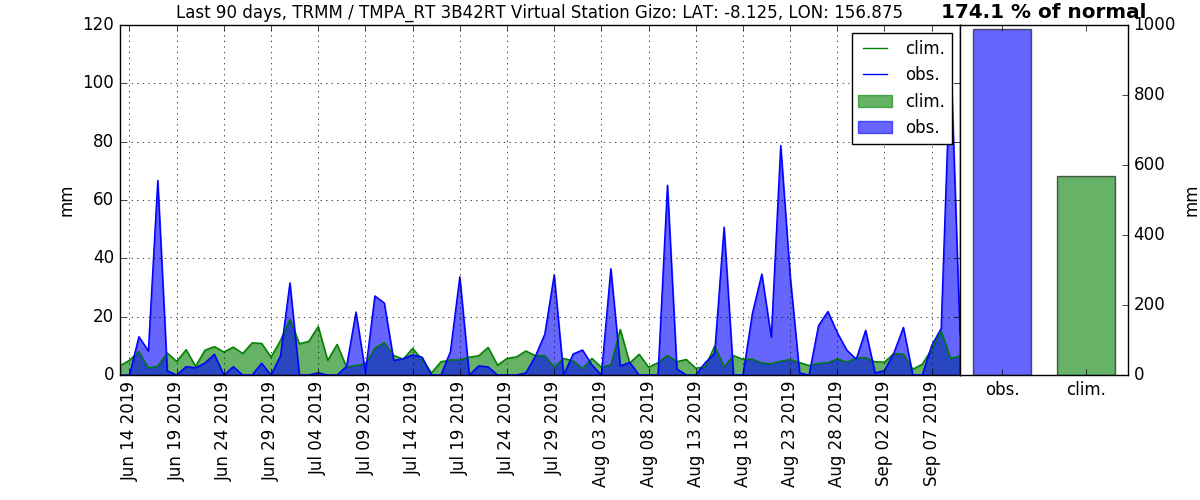 Last 90 days, TRMM / TMPA_RT 3B42RT Virtual Station Gizo: LAT: -8.125, LON: 156.875
174.1 % of normal
120
100
80
60
40
20
0
mm
clim.
obs.
clim.
obs.
1000
800
600
400
200
0
mm
obs.
clim.
Jun 14 2019
Jun 19 2019
Jun 24 2019
Jun 29 2019
Jul 04 2019
Jul 09 2019
Jul 14 2019
Jul 19 2019
Jul 24 2019
Jul 29 2019
Aug 03 2019
Aug 08 2019
Aug 13 2019
Aug 18 2019
Aug 23 2019
Aug 28 2019
Sep 02 2019
Sep 07 2019